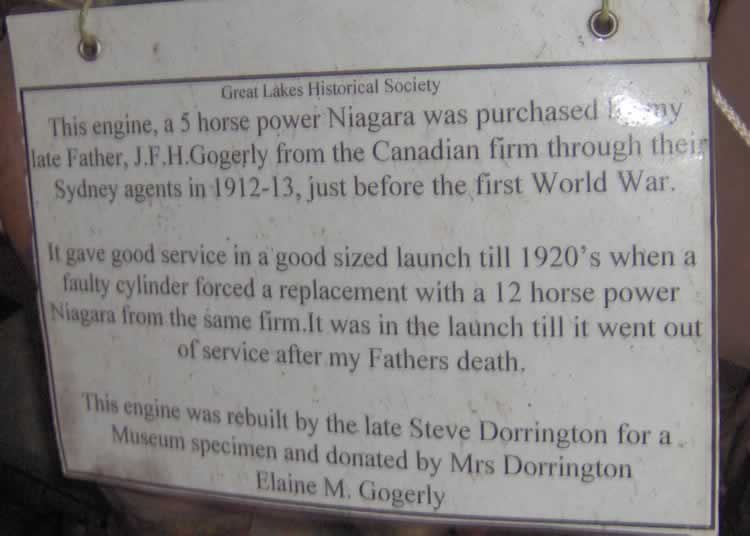 Great Lakes Historical Society
This engine, a 5 horse power Niagara was purchased by my
late Father, J.F.H.Gogerly from the Canadian firm through their
Sydney agents in 1912-13, just before the first World War.
It gave good service in a good sized launch till 1920's when a
faulty cylinder forced a replacement with a 12 horse power
Niagara from the same firm.It was in the launch till it went out
of service after my Fathers death.
This engine was rebuilt by the late Steve Dorrington for a
Museum specimen and donated by Mrs Dorrington
Elaine M. Gogerly